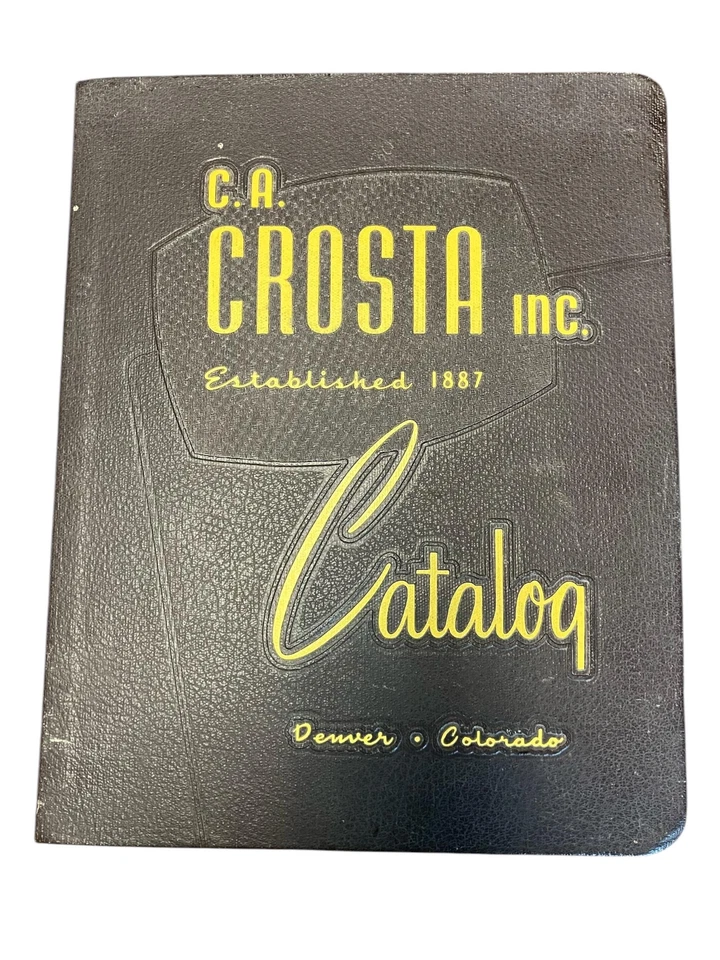 C.A.
CROSTA Inc.
Established 1887
Catalog
Denver • Colorado